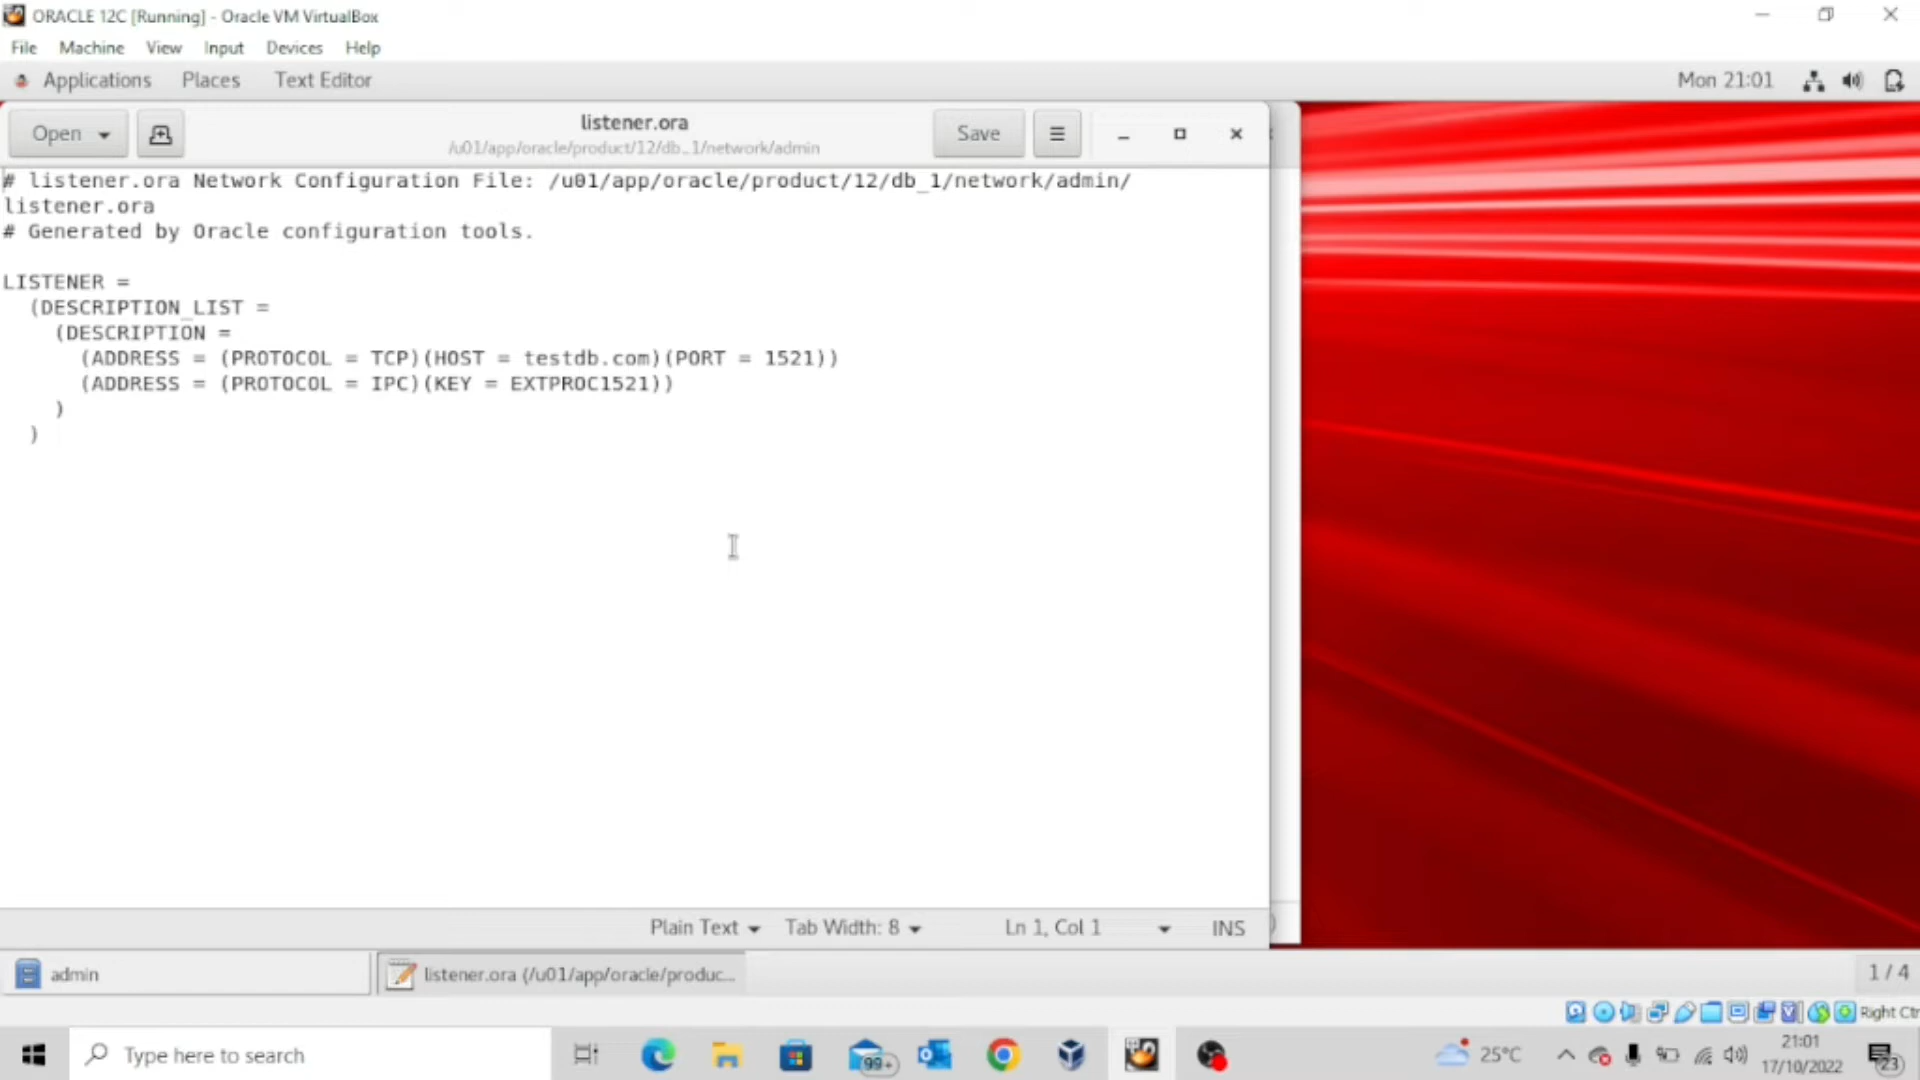 ORACLE 12C [Running] - Oracle VM VirtualBox
File Machine View Input Devices Help
Applications Places Text Editor Mon 21:01
Open listener.ora Save
/u01/app/oracle/product/12/db_1/network/admin
# listener.ora Network Configuration File: /u01/app/oracle/product/12/db_1/network/admin/
listener.ora
# Generated by Oracle configuration tools.
LISTENER =
(DESCRIPTION_LIST =
(DESCRIPTION =
(ADDRESS = (PROTOCOL = TCP)(HOST = testdb.com)(PORT = 1521))
(ADDRESS = (PROTOCOL = IPC)(KEY = EXTPROC1521))
)
)
Plain Text Tab Width: 8 Ln 1, Col 1 INS
admin listener.ora (/u01/app/oracle/produc... 1 / 4
Right Ctr
Type here to search 99+ 25°C 21:01
17/10/2022 23